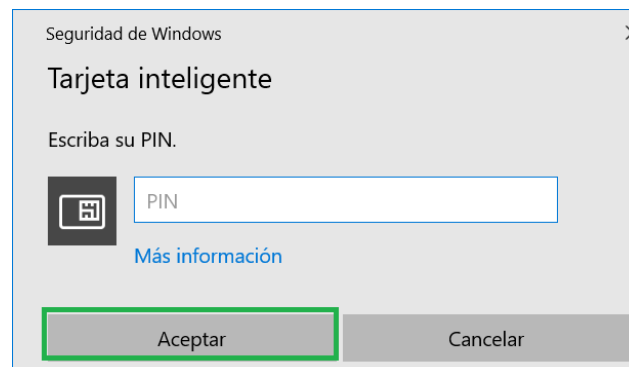 Seguridad de Windows
Tarjeta inteligente
Escriba su PIN.
PIN
Más información
Aceptar
Cancelar